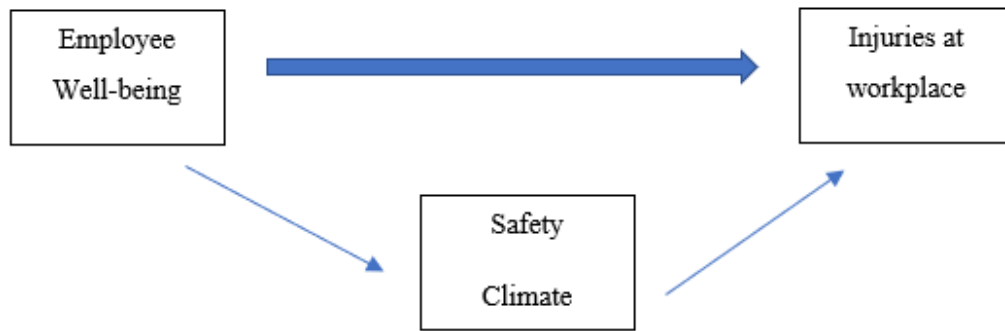 Employee
Well-being
Injuries at
workplace
Safety
Climate